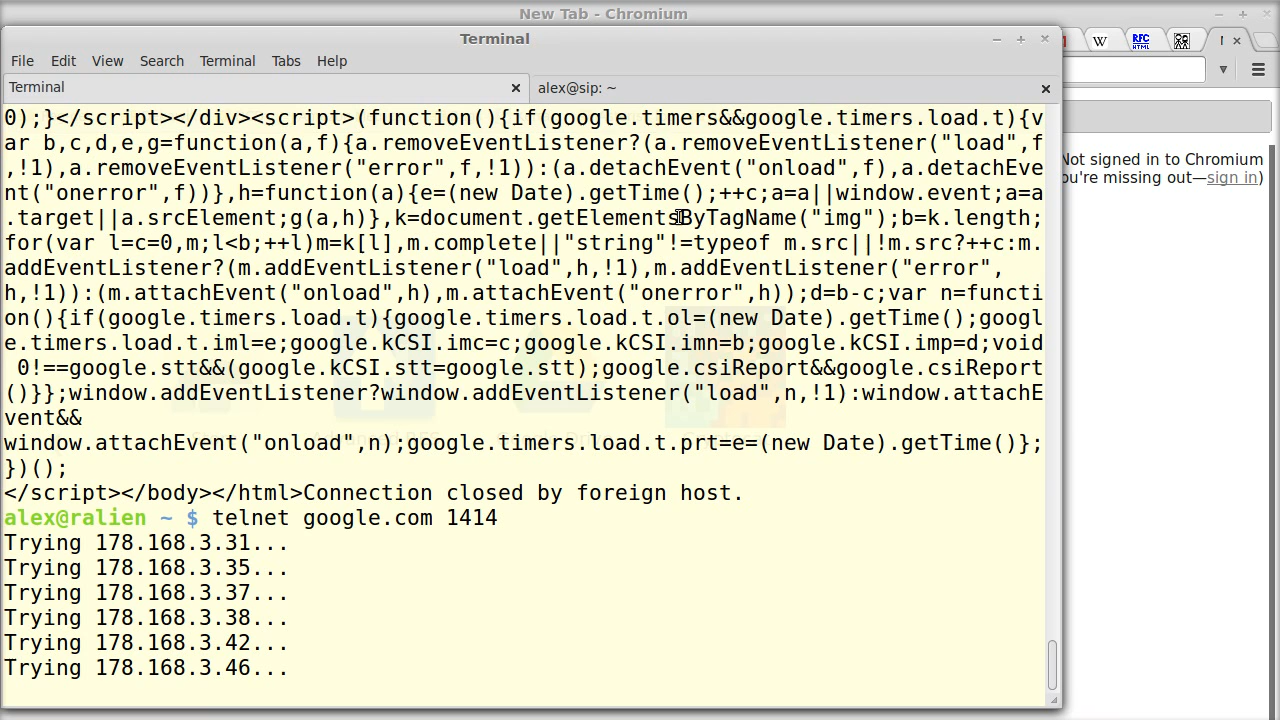 New Tab - Chromium
Terminal
File Edit View Search Terminal Tabs Help
Terminal
alex@sip: ~
0);}</script></div><script>(function(){if(google.timers&&google.timers.load.t){v
ar b,c,d,e,g=function(a,f){a.removeEventListener?(a.removeEventListener("load",f
,!1),a.removeEventListener("error",f,!1)):(a.detachEvent("onload",f),a.detachEve
nt("onerror",f))},h=function(a){e=(new Date).getTime();++c;a=a||window.event;a=a
.target||a.srcElement;g(a,h)},k=document.getElementsByTagName("img");b=k.length;
for(var l=c=0,m;l<b;++l)m=k[l],m.complete||"string"!=typeof m.src||!m.src?++c:m.
addEventListener?(m.addEventListener("load",h,!1),m.addEventListener("error",
h,!1)):(m.attachEvent("onload",h),m.attachEvent("onerror",h));d=b-c;var n=functi
on(){if(google.timers.load.t){google.timers.load.t.ol=(new Date).getTime();googl
e.timers.load.t.iml=e;google.kCSI.imc=c;google.kCSI.imn=b;google.kCSI.imp=d;void
 0!==google.stt&&(google.kCSI.stt=google.stt);google.csiReport&&google.csiReport
()}};window.addEventListener?window.addEventListener("load",n,!1):window.attachE
vent&&
window.attachEvent("onload",n);google.timers.load.t.prt=e=(new Date).getTime()};
})();
</script></body></html>Connection closed by foreign host.
alex@ralien ~ $ telnet google.com 1414
Trying 178.168.3.31...
Trying 178.168.3.35...
Trying 178.168.3.37...
Trying 178.168.3.38...
Trying 178.168.3.42...
Trying 178.168.3.46...
W
RFC
HTML
Not signed in to Chromium
ou're missing out—sign in)